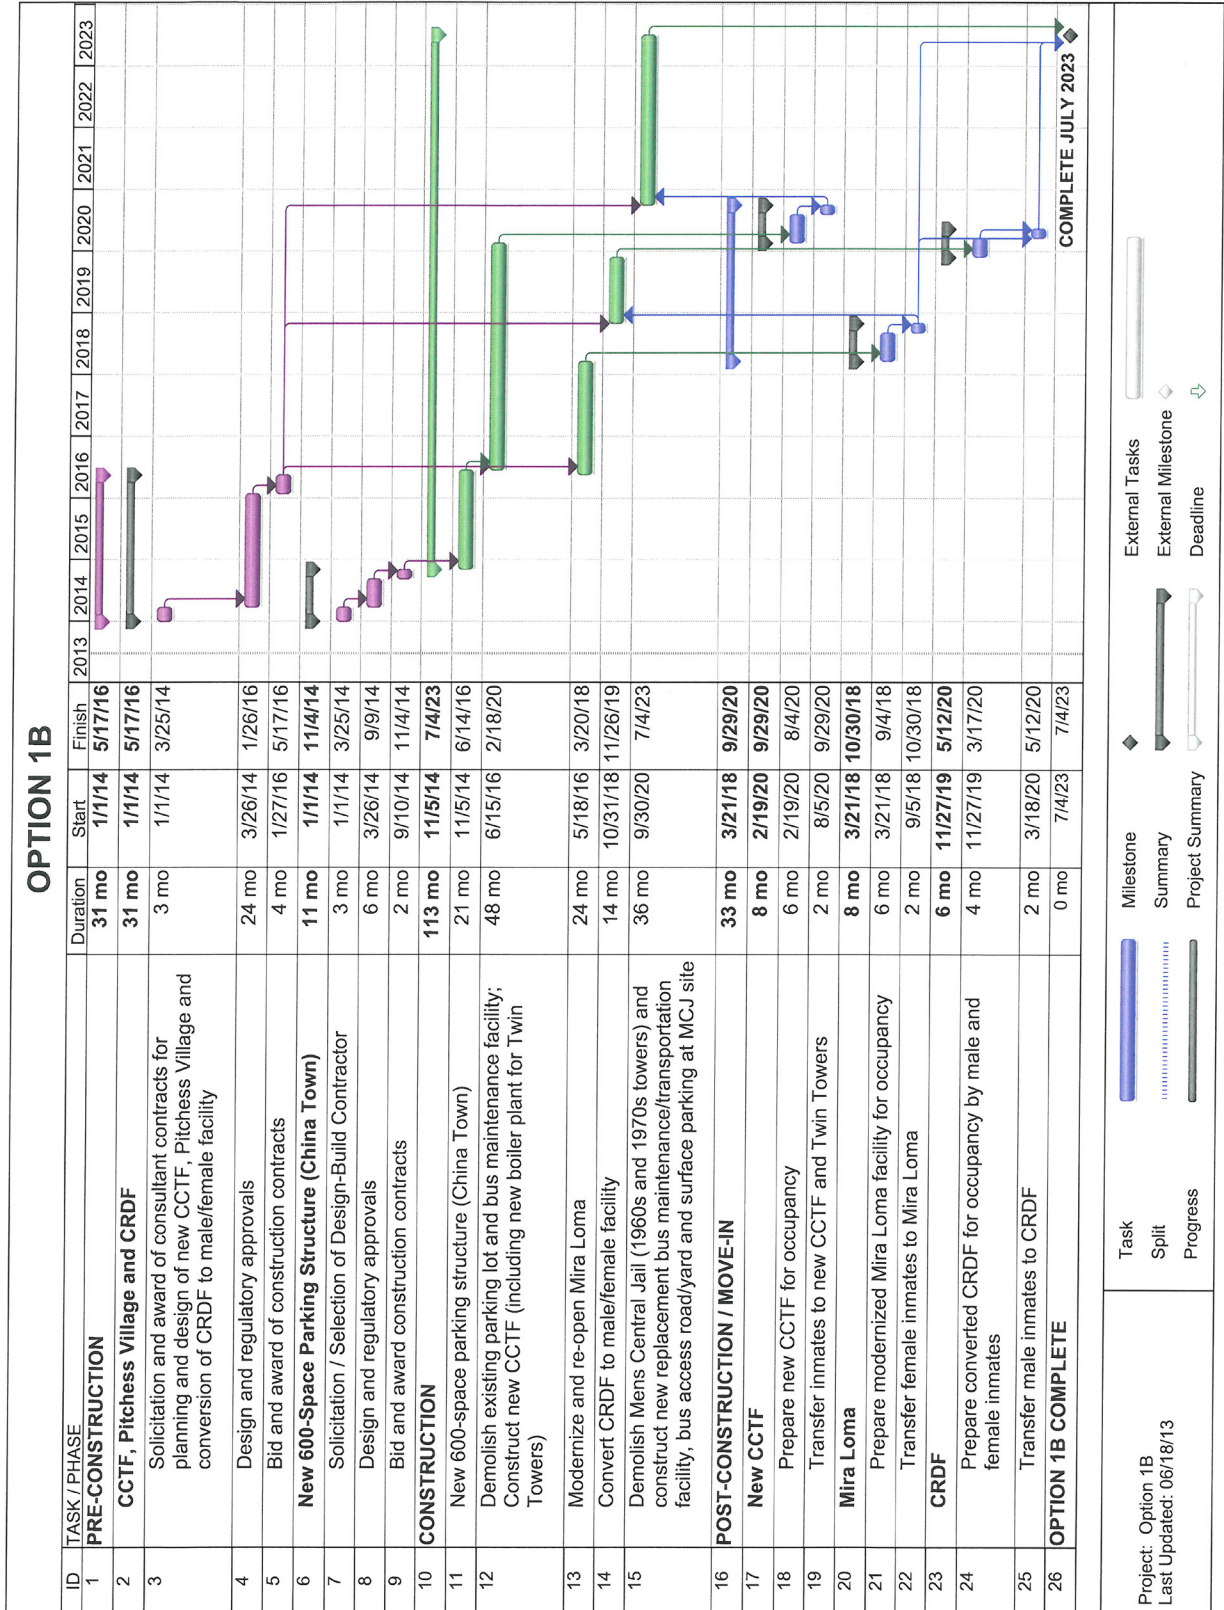 OPTION 1B
ID TASK / PHASE Duration Start Finish 2013 2014 2015 2016 2017 2018 2019 2020 2021 2022 2023
1 PRE-CONSTRUCTION 31 mo 1/1/14 5/17/16
2 CCTF, Pitchess Village and CRDF 31 mo 1/1/14 5/17/16
3 Solicitation and award of consultant contracts for 3 mo 1/1/14 3/25/14
planning and design of new CCTF, Pitchess Village and
conversion of CRDF to male/female facility
4 Design and regulatory approvals 24 mo 3/26/14 1/26/16
5 Bid and award of construction contracts 4 mo 1/27/16 5/17/16
6 New 600-Space Parking Structure (China Town) 11 mo 1/1/14 11/4/14
7 Solicitation / Selection of Design-Build Contractor 3 mo 1/1/14 3/25/14
8 Design and regulatory approvals 6 mo 3/26/14 9/9/14
9 Bid and award construction contracts 2 mo 9/10/14 11/4/14
10 CONSTRUCTION 113 mo 11/5/14 7/4/23
11 New 600-space parking structure (China Town) 21 mo 11/5/14 6/14/16
12 Demolish existing parking lot and bus maintenance facility; 48 mo 6/15/16 2/18/20
Construct new CCTF (including new boiler plant for Twin
Towers)
13 Modernize and re-open Mira Loma 24 mo 5/18/16 3/20/18
14 Convert CRDF to male/female facility 14 mo 10/31/18 11/26/19
15 Demolish Mens Central Jail (1960s and 1970s towers) and 36 mo 9/30/20 7/4/23
construct new replacement bus maintenance/transportation
facility, bus access road/yard and surface parking at MCJ site
16 POST-CONSTRUCTION / MOVE-IN 33 mo 3/21/18 9/29/20
17 New CCTF 8 mo 2/19/20 9/29/20
18 Prepare new CCTF for occupancy 6 mo 2/19/20 8/4/20
19 Transfer inmates to new CCTF and Twin Towers 2 mo 8/5/20 9/29/20
20 Mira Loma 8 mo 3/21/18 10/30/18
21 Prepare modernized Mira Loma facility for occupancy 6 mo 3/21/18 9/4/18
22 Transfer female inmates to Mira Loma 2 mo 9/5/18 10/30/18
23 CRDF 6 mo 11/27/19 5/12/20
24 Prepare converted CRDF for occupancy by male and 4 mo 11/27/19 3/17/20
female inmates
25 Transfer male inmates to CRDF 2 mo 3/18/20 5/12/20
26 OPTION 1B COMPLETE 0 mo 7/4/23 7/4/23
COMPLETE JULY 2023
Project: Option 1B
Last Updated: 06/18/13
Task Milestone External Tasks
Split Summary External Milestone
Progress Project Summary Deadline